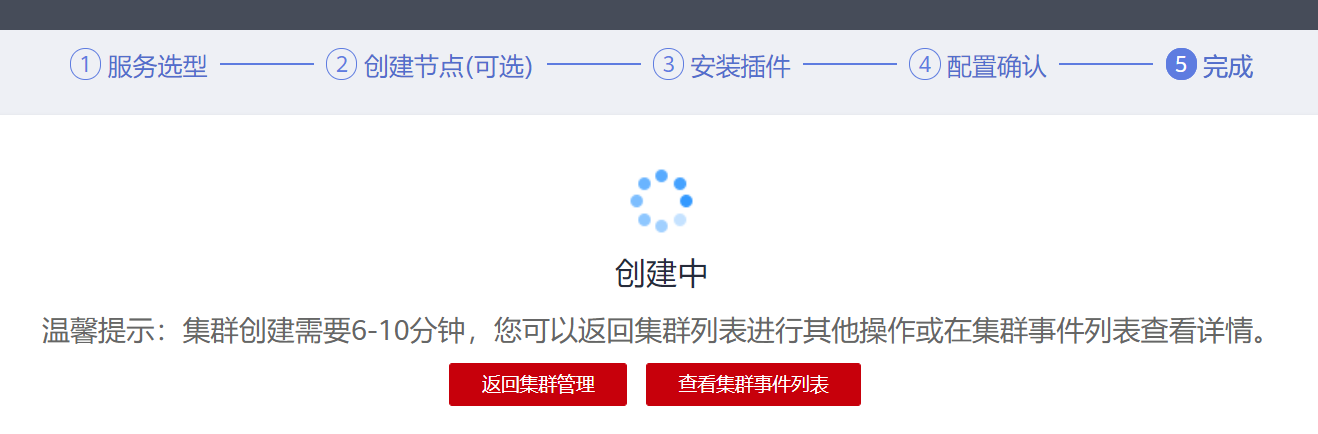 1 服务选型 2 创建节点(可选) 3 安装插件 4 配置确认 5 完成
创建中
温馨提示：集群创建需要6-10分钟，您可以返回集群列表进行其他操作或在集群事件列表查看详情。
返回集群管理 查看集群事件列表